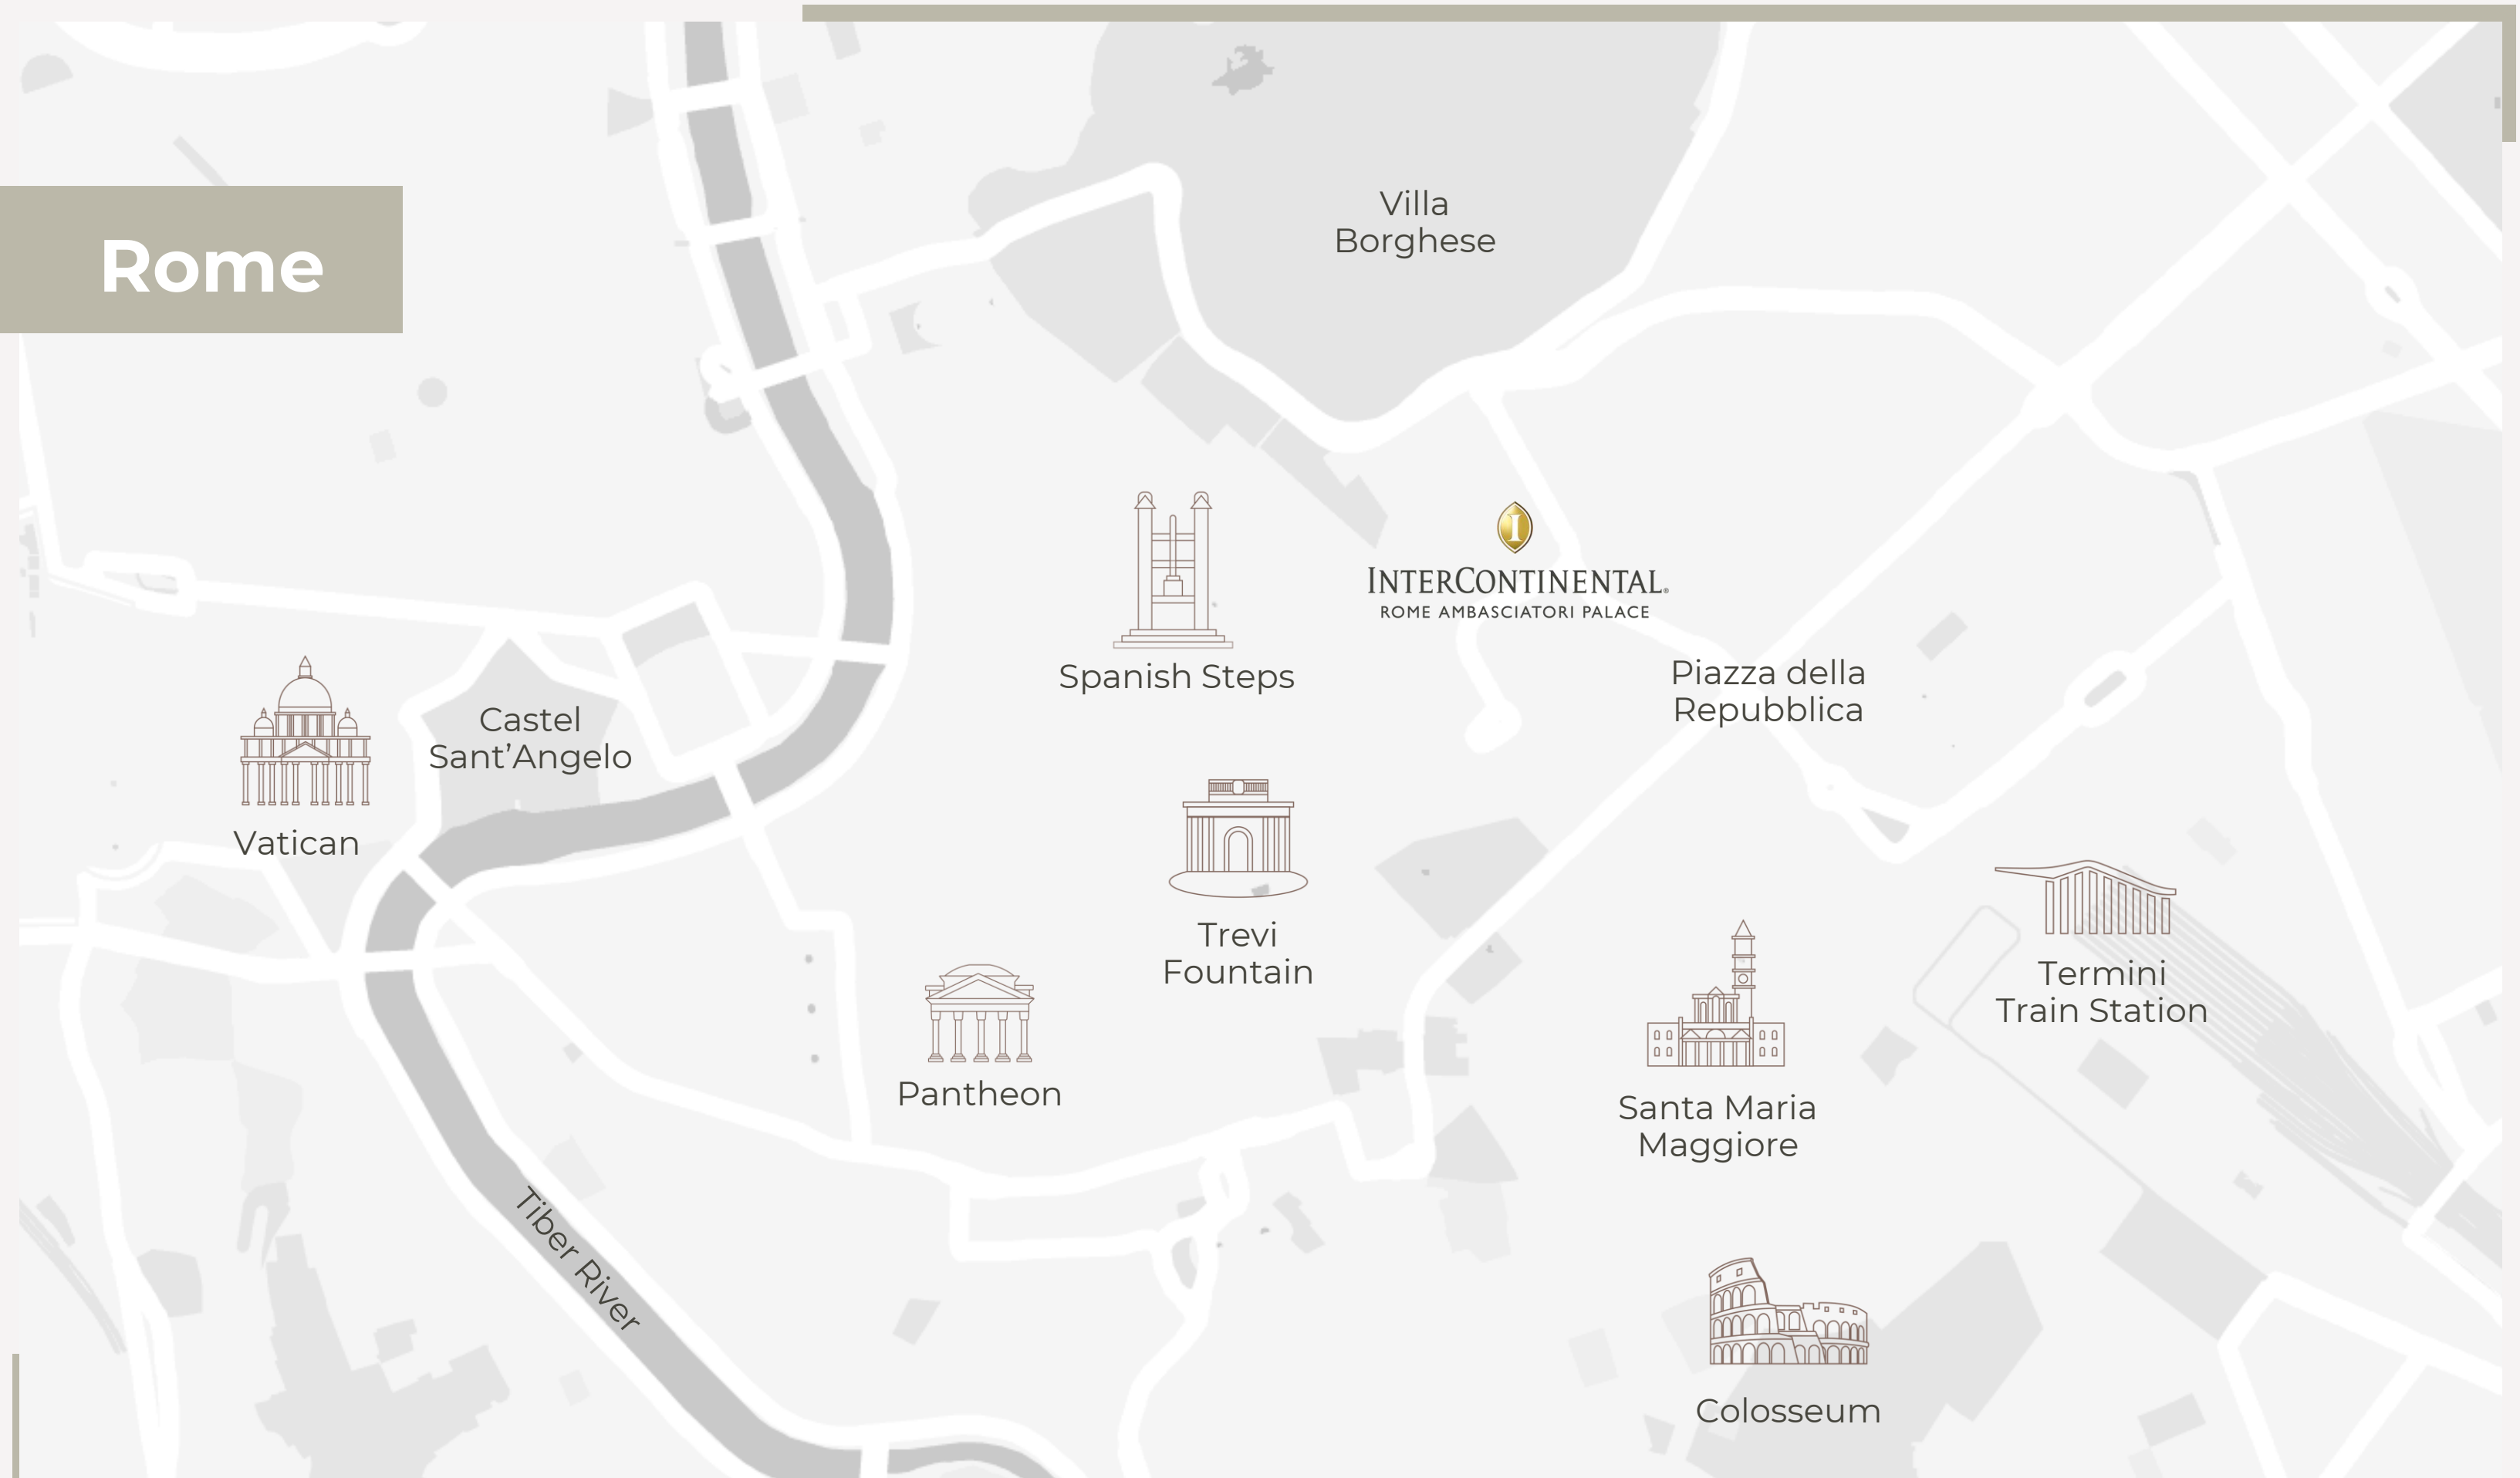 Villa
Borghese
Rome
INTERCONTINENTAL®
ROME AMBASCIATORI PALACE
Spanish Steps
Piazza della
Repubblica
Castel
Sant’Angelo
Vatican
Trevi
Fountain
Termini
Train Station
Pantheon
Santa Maria
Maggiore
Tiber River
Colosseum